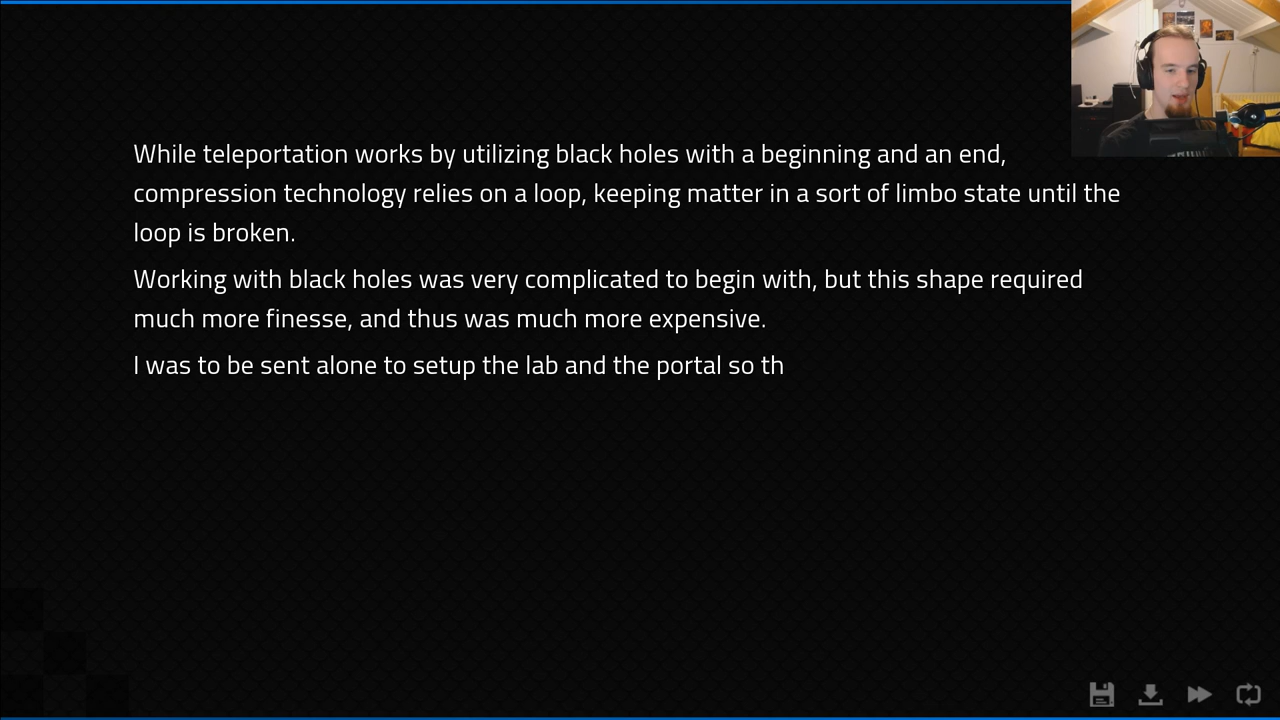 While teleportation works by utilizing black holes with a beginning and an end,
compression technology relies on a loop, keeping matter in a sort of limbo state until the
loop is broken.
Working with black holes was very complicated to begin with, but this shape required
much more finesse, and thus was much more expensive.
I was to be sent alone to setup the lab and the portal so th